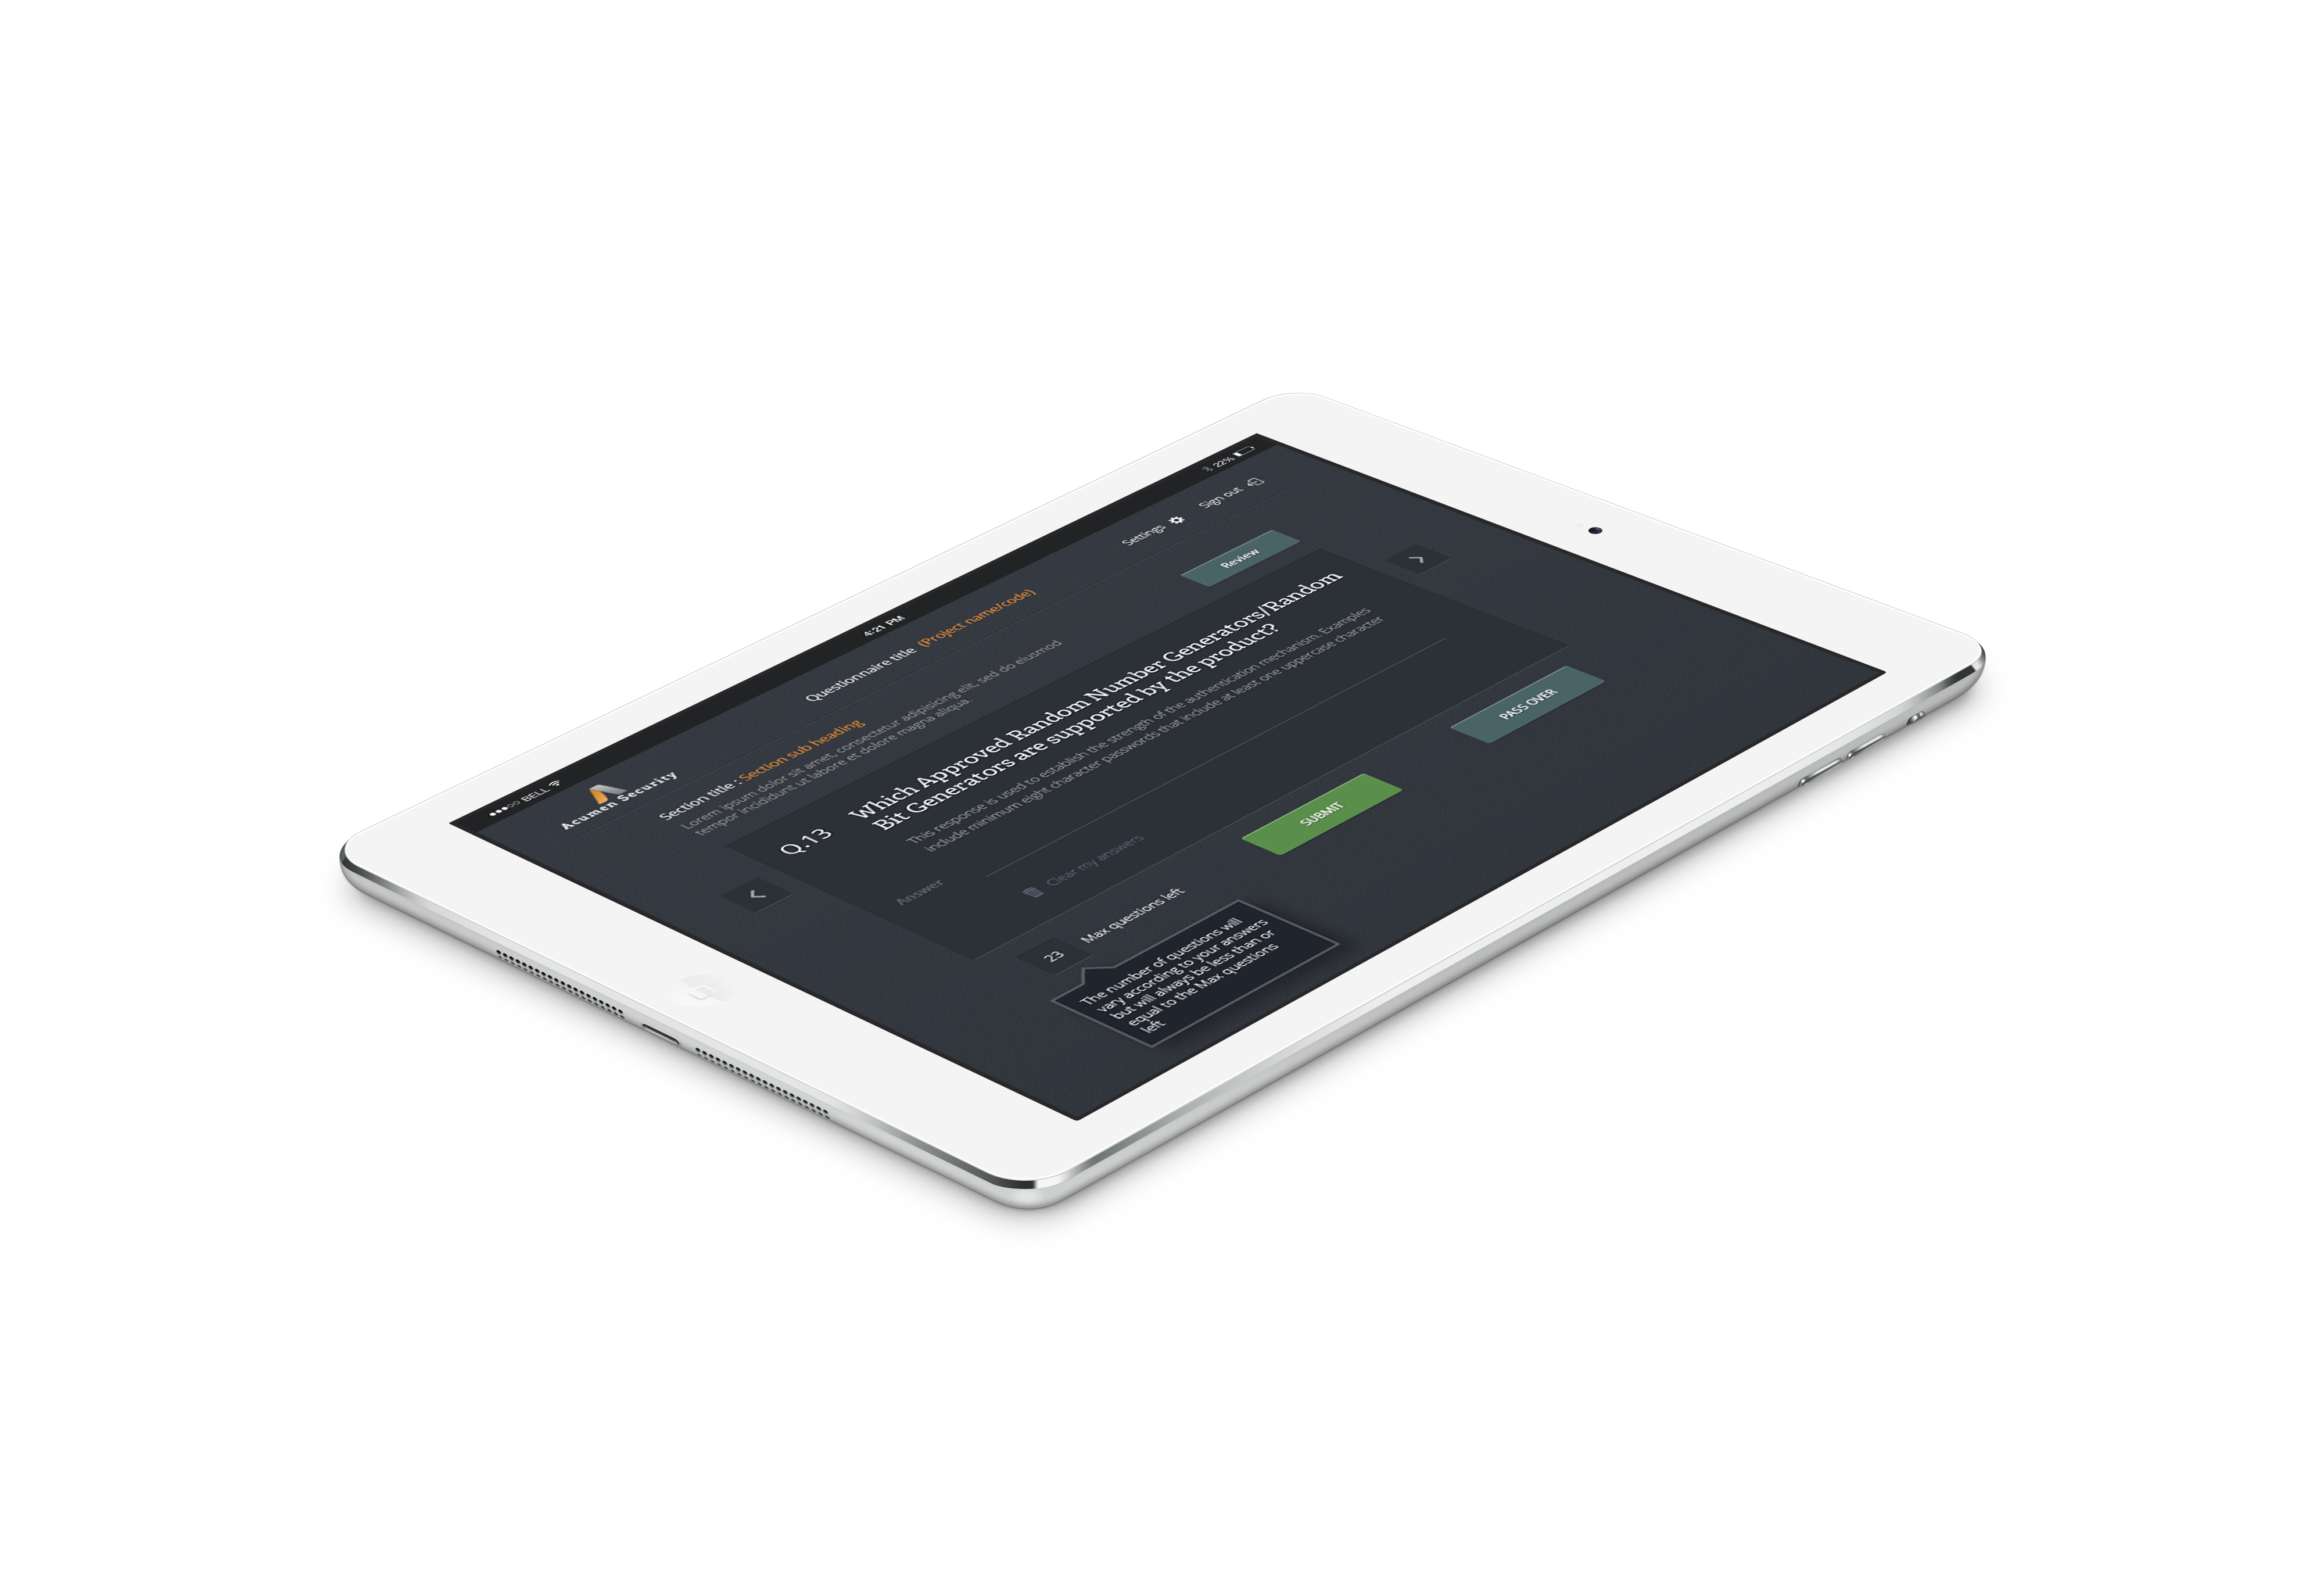 BELL
4:21 PM
22%
Acumen Security
Questionnaire title (Project name/code)
Settings
Sign out
Section title : Section sub heading
Lorem ipsum dolor sit amet, consectetur adipisicing elit, sed do eiusmod
tempor incididunt ut labore et dolore magna aliqua.
Review
Q.13
Which Approved Random Number Generators/Random
Bit Generators are supported by the product?
This response is used to establish the strength of the authentication mechanism. Examples
include minimum eight character passwords that include at least one uppercase character
Answer
Clear my answers
23
Max questions left
SUBMIT
PASS OVER
The number of questions will
vary according to your answers
but will always be less than or
equal to the Max questions
left